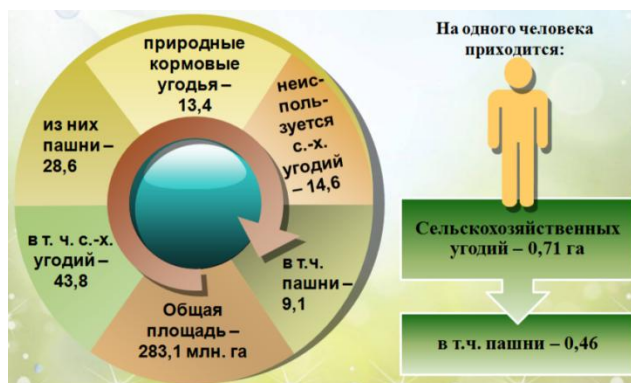 природные
кормовые
угодья –
13,4
неис-
поль-
зуется
с.-х.
угодий
– 14,6
в т.ч.
пашни –
9,1
Общая
площадь –
283,1 млн. га
в т. ч. с.-х.
угодий –
43,8
из них
пашни –
28,6
На одного человека
приходится:
Сельскохозяйственных
угодий – 0,71 га
в т.ч. пашни – 0,46